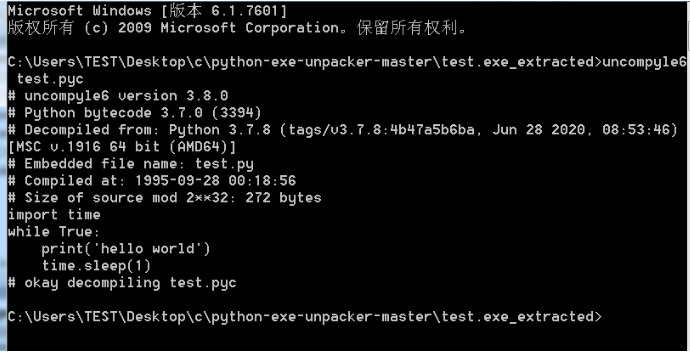 Microsoft Windows [版本 6.1.7601]
版权所有 (c) 2009 Microsoft Corporation。保留所有权利。
C:\Users\TEST\Desktop\c\python-exe-unpacker-master\test.exe_extracted>uncompyle6
 test.pyc
# uncompyle6 version 3.8.0
# Python bytecode 3.7.0 (3394)
# Decompiled from: Python 3.7.8 (tags/v3.7.8:4b47a5b6ba, Jun 28 2020, 08:53:46)
[MSC v.1916 64 bit (AMD64)]
# Embedded file name: test.py
# Compiled at: 1995-09-28 00:18:56
# Size of source mod 2**32: 272 bytes
import time
while True:
    print('hello world')
    time.sleep(1)
# okay decompiling test.pyc
C:\Users\TEST\Desktop\c\python-exe-unpacker-master\test.exe_extracted>